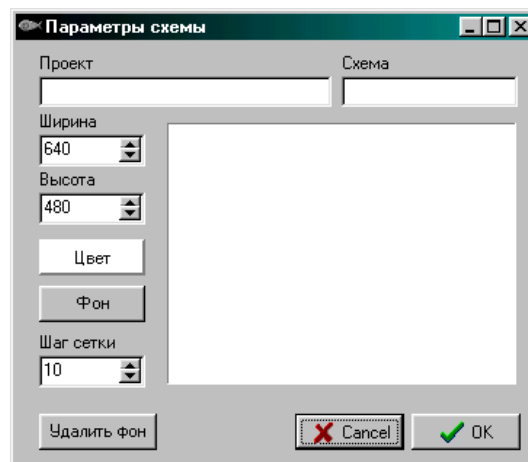 Параметры схемы
Проект Схема
Ширина
640
Высота
480
Цвет
Фон
Шаг сетки
10
Удалить фон Cancel OK